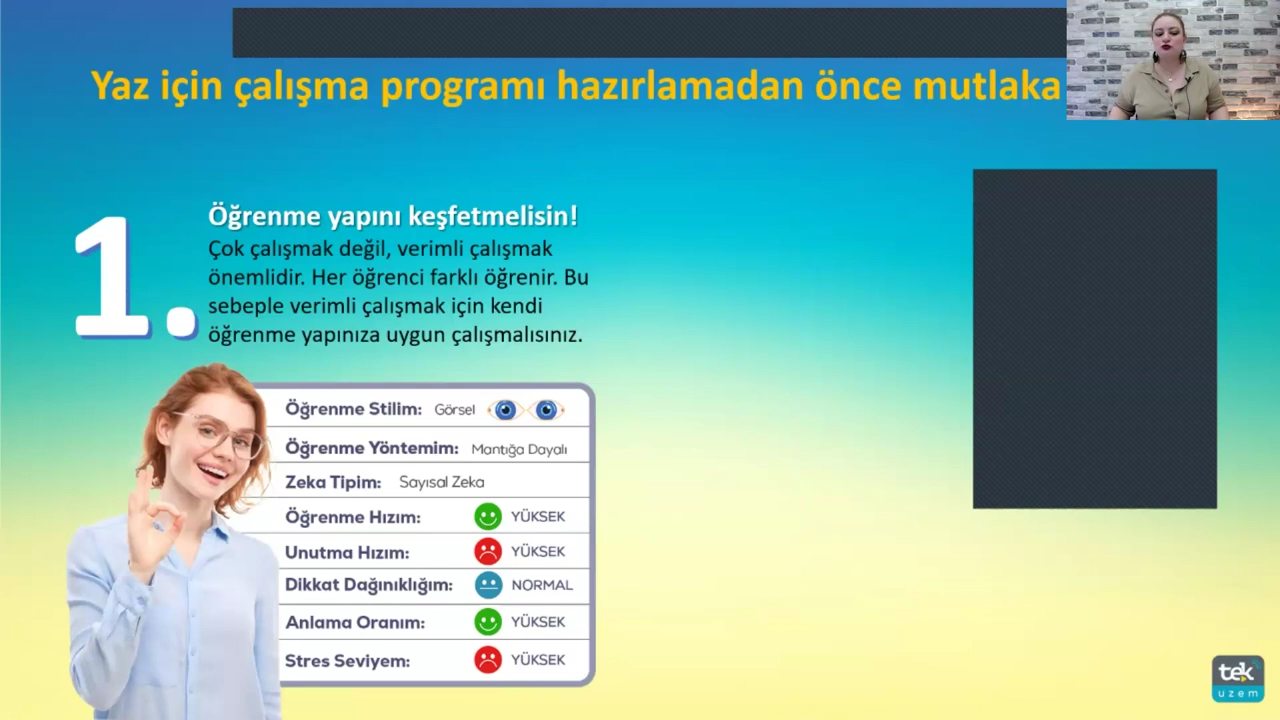 Yaz için çalışma programı hazırlamadan önce mutlaka
1.
Öğrenme yapını keşfetmelisin!
Çok çalışmak değil, verimli çalışmak
önemlidir. Her öğrenci farklı öğrenir. Bu
sebeple verimli çalışmak için kendi
öğrenme yapınıza uygun çalışmalısınız.
Öğrenme Stilim: Görsel
Öğrenme Yöntemim: Mantığa Dayalı
Zeka Tipim: Sayısal Zeka
Öğrenme Hızım: YÜKSEK
Unutma Hızım: YÜKSEK
Dikkat Dağınıklığım: NORMAL
Anlama Oranım: YÜKSEK
Stres Seviyem: YÜKSEK
tek
uzem